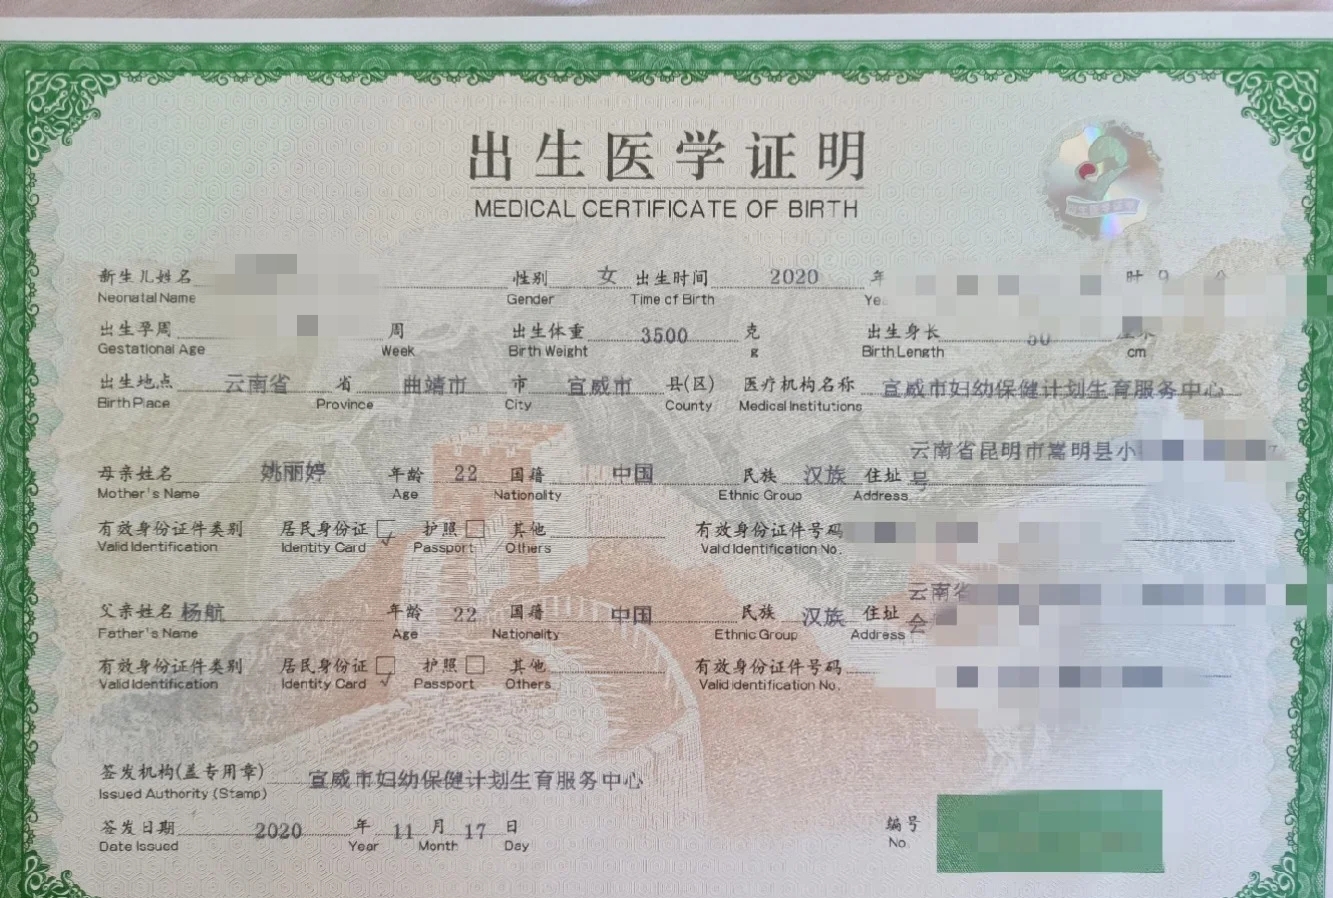 出生医学证明
MEDICAL CERTIFICATE OF BIRTH
新生儿姓名 性别 女 出生时间 2020 年 时 分
Neonatal Name Gender Time of Birth
出生孕周 周 出生体重 3500 克 出生身长
Gestational Age Week Birth Weight g Birth Length cm
出生地点 云南省 省 曲靖市 市 宣威市 县(区) 医疗机构名称 宣威市妇幼保健计划生育服务中心
Birth Place Province City County Medical Institutions
云南省昆明市嵩明县小
母亲姓名 姚丽婷 年龄 22 国籍 中国 民族 汉族 住址 号
Mother's Name Age Nationality Ethnic Group Address
有效身份证件类别 居民身份证 护照 其他 有效身份证件号码
Valid Identification Identity Card Passport Others Valid Identification No.
云南省
父亲姓名 杨航 年龄 22 国籍 中国 民族 汉族 住址 会
Father's Name Age Nationality Ethnic Group Address
有效身份证件类别 居民身份证 护照 其他 有效身份证件号码
Valid Identification Identity Card Passport Others Valid Identification No.
签发机构(盖专用章) 宣威市妇幼保健计划生育服务中心
Issued Authority (Stamp)
签发日期 2020 年 11 月 17 日 编号
Date Issued Year Month Day No.